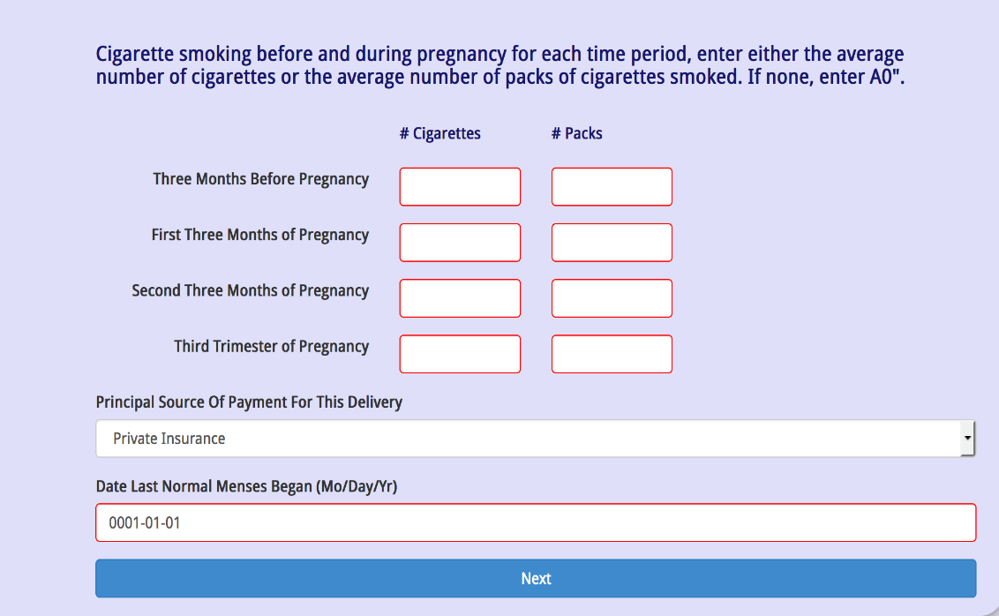 Cigarette smoking before and during pregnancy for each time period, enter either the average
number of cigarettes or the average number of packs of cigarettes smoked. If none, enter A0".
# Cigarettes # Packs
Three Months Before Pregnancy
First Three Months of Pregnancy
Second Three Months of Pregnancy
Third Trimester of Pregnancy
Principal Source Of Payment For This Delivery
Private Insurance
Date Last Normal Menses Began (Mo/Day/Yr)
0001-01-01
Next